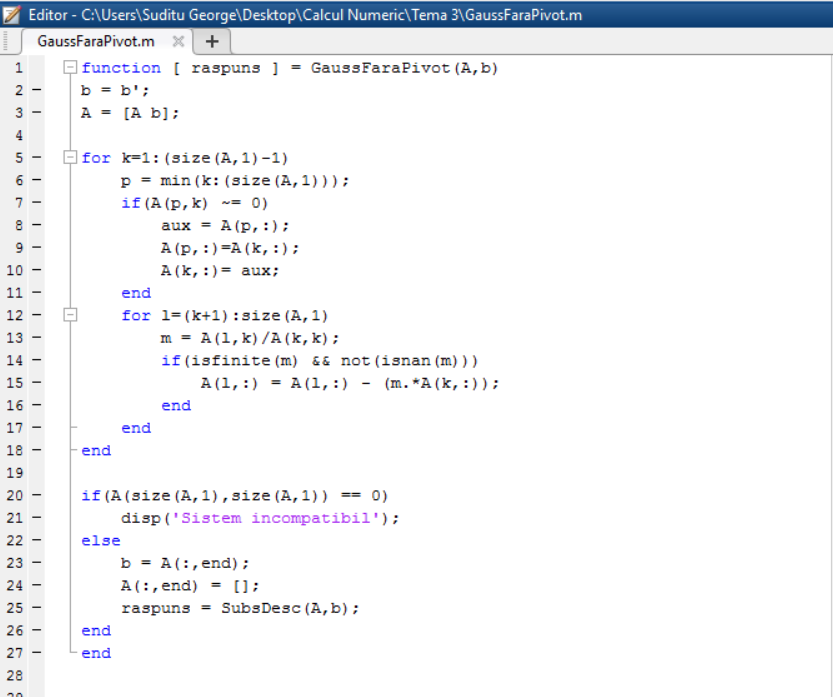 Editor - C:\Users\Suditu George\Desktop\Calcul Numeric\Tema 3\GaussFaraPivot.m
GaussFaraPivot.m × +
1 function [ raspuns ] = GaussFaraPivot(A,b)
2 - b = b';
3 - A = [A b];
4
5 - for k=1:(size(A,1)-1)
6 - p = min(k:(size(A,1)));
7 - if(A(p,k) ~= 0)
8 - aux = A(p,:);
9 - A(p,:)=A(k,:);
10 - A(k,:)= aux;
11 - end
12 - for l=(k+1):size(A,1)
13 - m = A(l,k)/A(k,k);
14 - if(isfinite(m) && not(isnan(m)))
15 - A(l,:) = A(l,:) - (m.*A(k,:));
16 - end
17 - end
18 - end
19
20 - if(A(size(A,1),size(A,1)) == 0)
21 - disp('Sistem incompatibil');
22 - else
23 - b = A(:,end);
24 - A(:,end) = [];
25 - raspuns = SubsDesc(A,b);
26 - end
27 - end
28